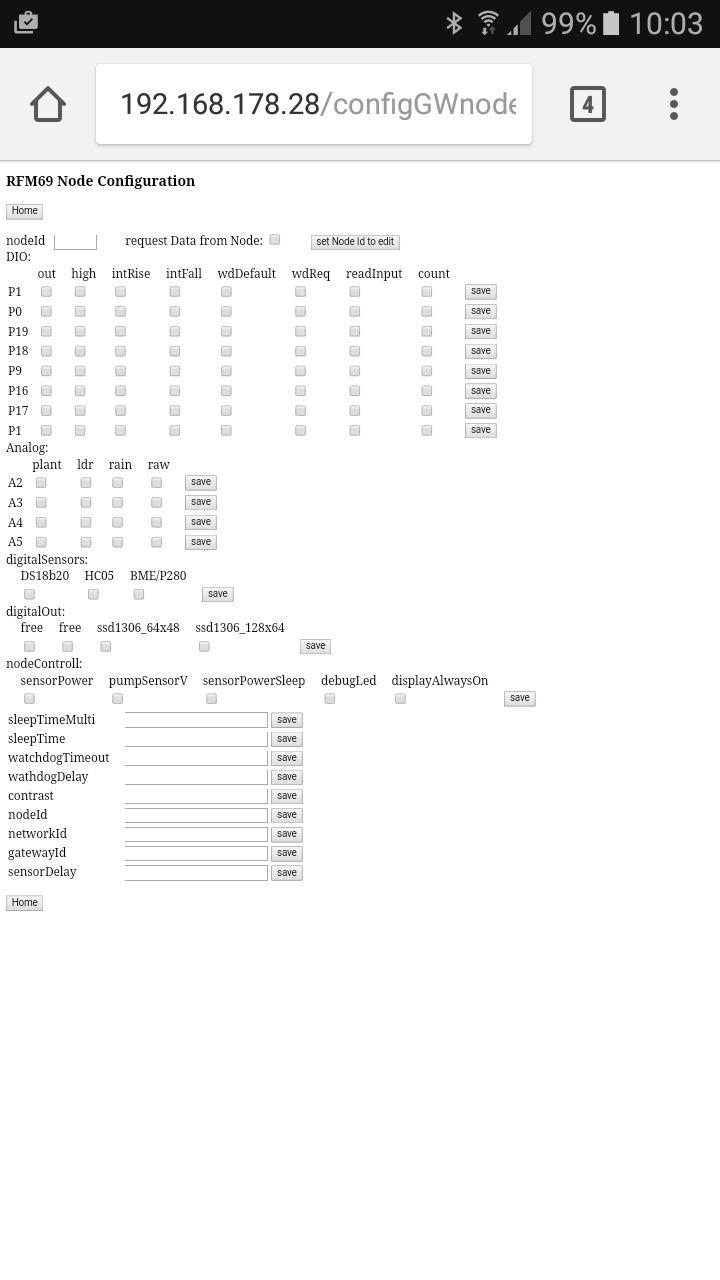 99% 10:03
192.168.178.28/configGWnode 4
RFM69 Node Configuration
Home
nodeId request Data from Node: set Node Id to edit
DIO:
out high intRise intFall wdDefault wdReq readInput count
P1 save
P0 save
P19 save
P18 save
P9 save
P16 save
P17 save
P1 save
Analog:
plant ldr rain raw
A2 save
A3 save
A4 save
A5 save
digitalSensors:
DS18b20 HC05 BME/P280
save
digitalOut:
free free ssd1306_64x48 ssd1306_128x64
save
nodeControll:
sensorPower pumpSensorV sensorPowerSleep debugLed displayAlwaysOn
save
sleepTimeMulti save
sleepTime save
watchdogTimeout save
wathdogDelay save
contrast save
nodeId save
networkId save
gatewayId save
sensorDelay save
Home